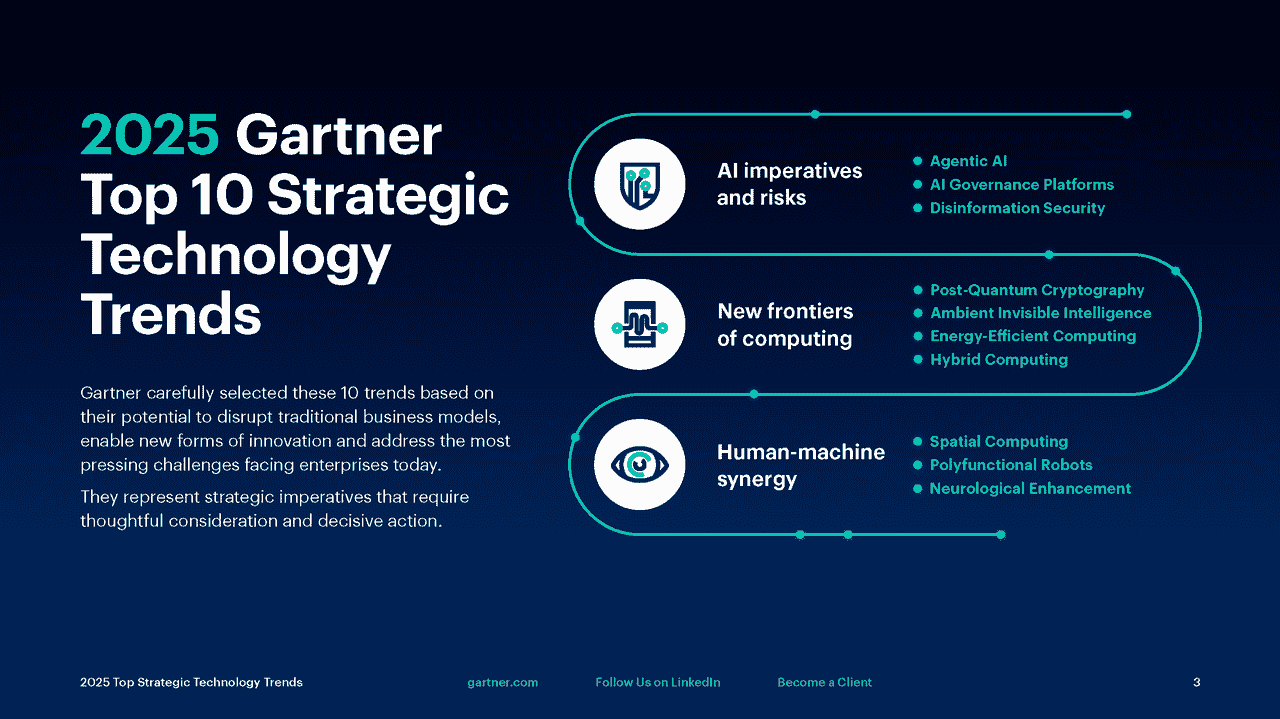 2025 Gartner
Top 10 Strategic
Technology
Trends
Gartner carefully selected these 10 trends based on
their potential to disrupt traditional business models,
enable new forms of innovation and address the most
pressing challenges facing enterprises today.
They represent strategic imperatives that require
thoughtful consideration and decisive action.
AI imperatives
and risks
Agentic AI
AI Governance Platforms
Disinformation Security
New frontiers
of computing
Post-Quantum Cryptography
Ambient Invisible Intelligence
Energy-Efficient Computing
Hybrid Computing
Human-machine
synergy
Spatial Computing
Polyfunctional Robots
Neurological Enhancement
2025 Top Strategic Technology Trends
gartner.com
Follow Us on LinkedIn
Become a Client
3